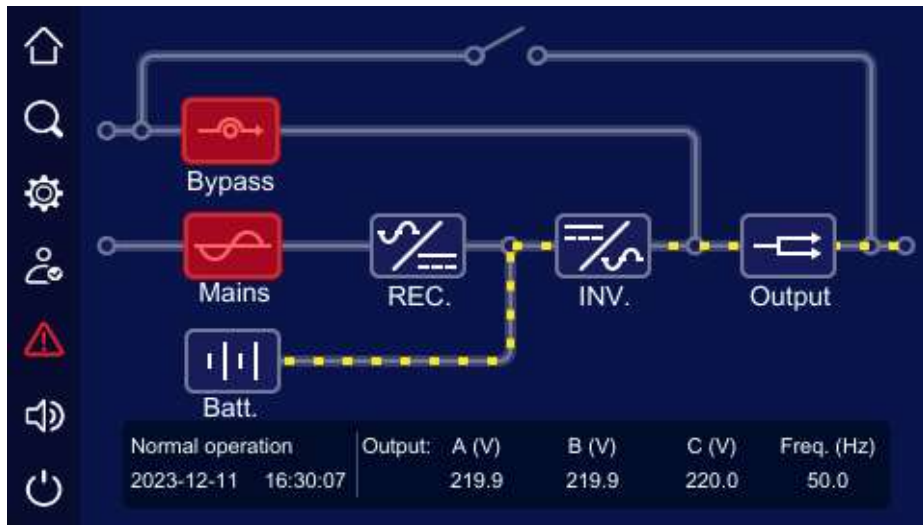 Bypass
Mains
REC.
INV.
Output
Batt.
Normal operation
2023-12-11 16:30:07
Output: A (V) B (V) C (V) Freq. (Hz)
219.9 219.9 220.0 50.0